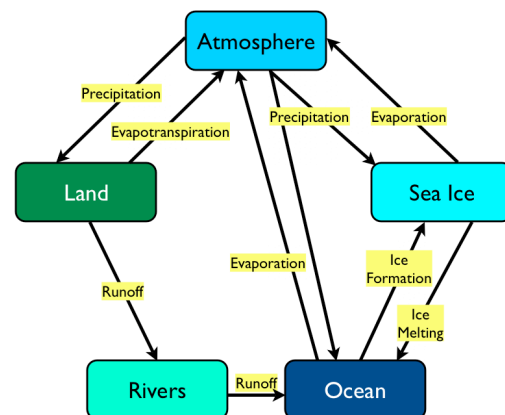 Atmosphere
Precipitation
Evapotranspiration
Precipitation
Evaporation
Land
Sea Ice
Evaporation
Ice
Formation
Runoff
Ice
Melting
Rivers
Runoff
Ocean